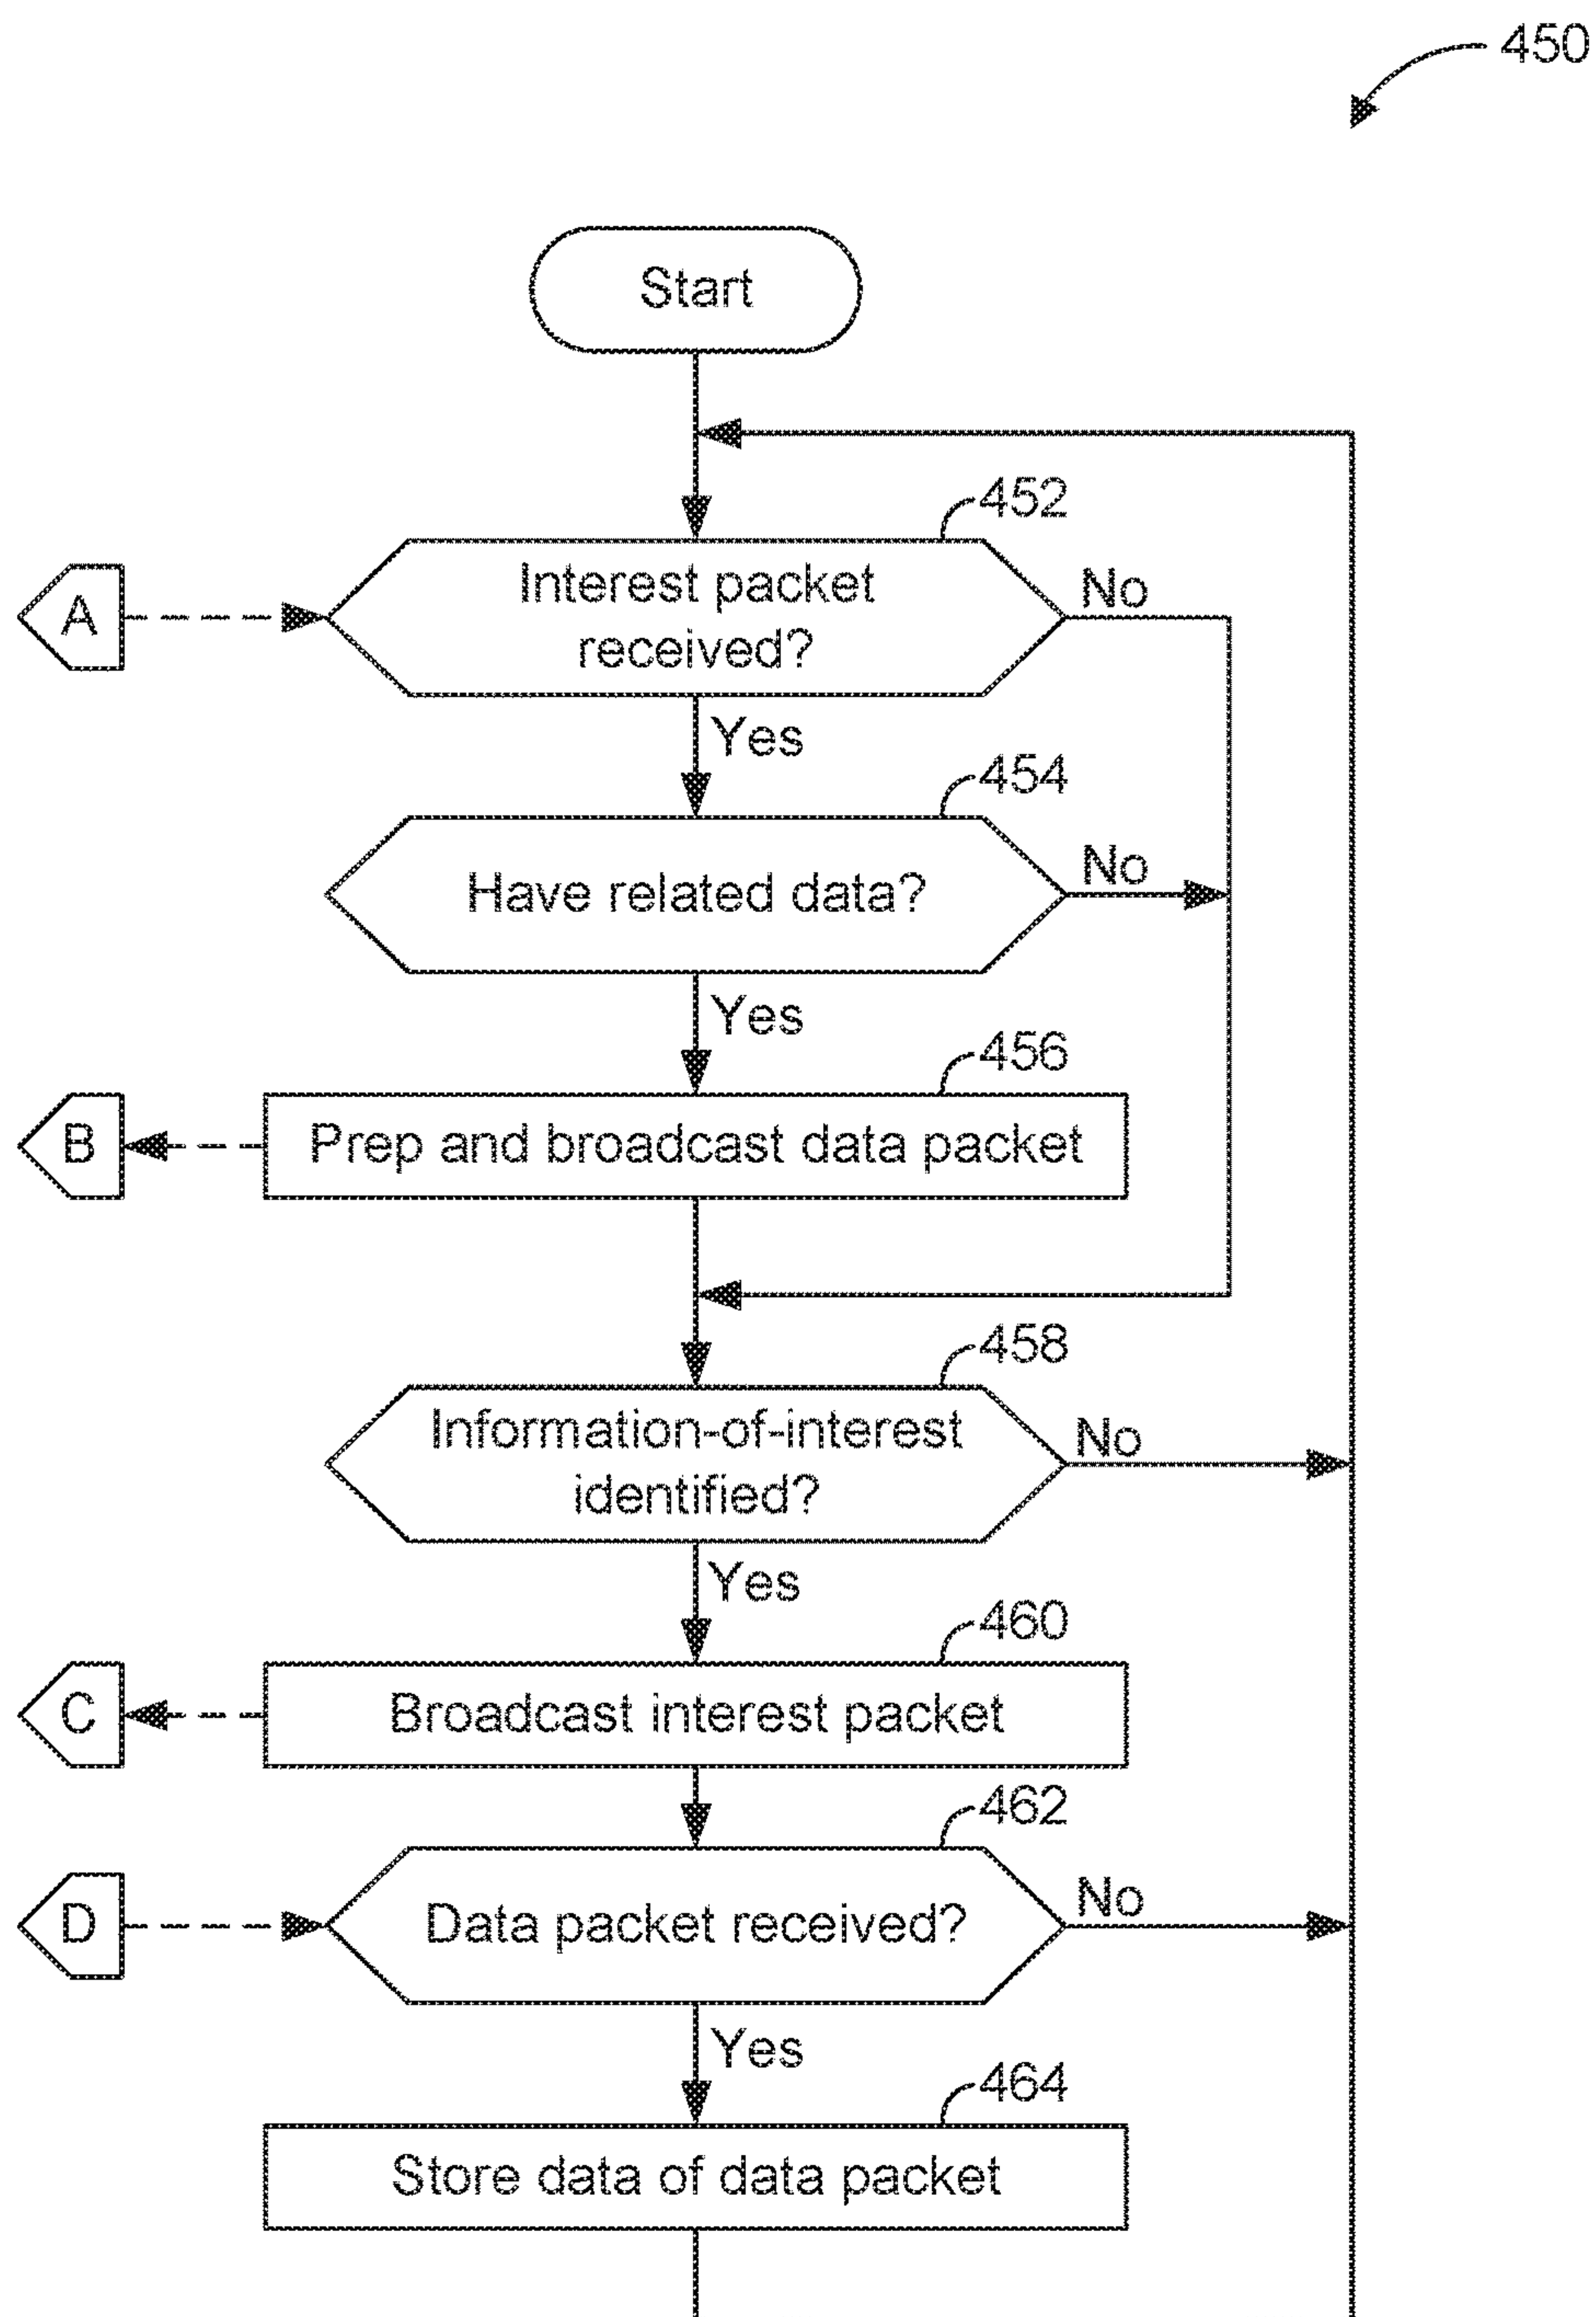 450
Start
452
Interest packet
received?
No
A
Yes
454
Have related data?
No
Yes
456
Prep and broadcast data packet
B
458
Information-of-interest
identified?
No
Yes
460
Broadcast interest packet
C
462
Data packet received?
No
D
Yes
464
Store data of data packet